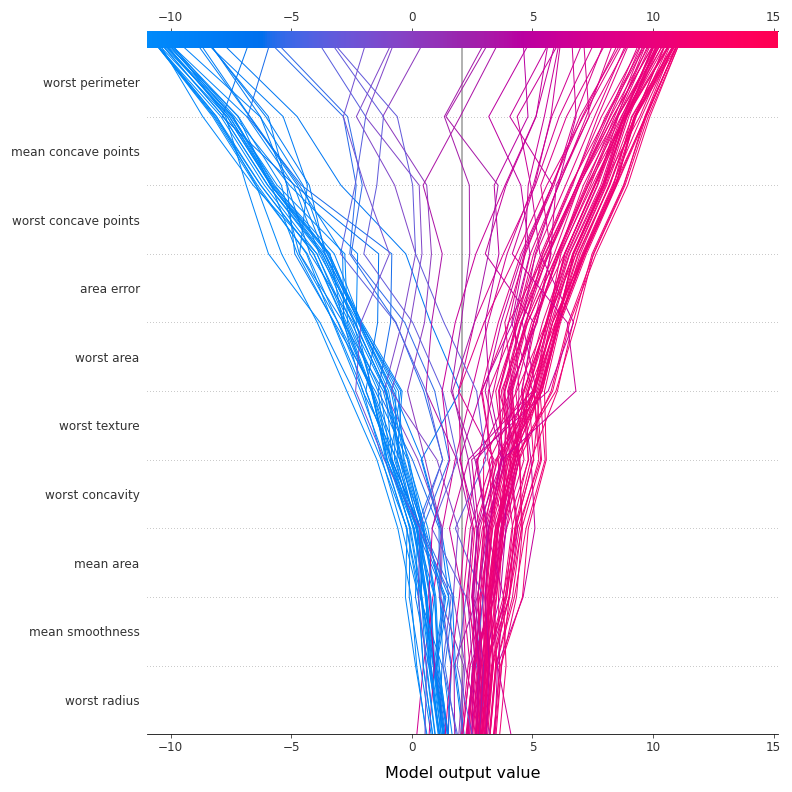 −10 −5 0 5 10 15
worst perimeter
mean concave points
worst concave points
area error
worst area
worst texture
worst concavity
mean area
mean smoothness
worst radius
−10 −5 0 5 10 15
Model output value